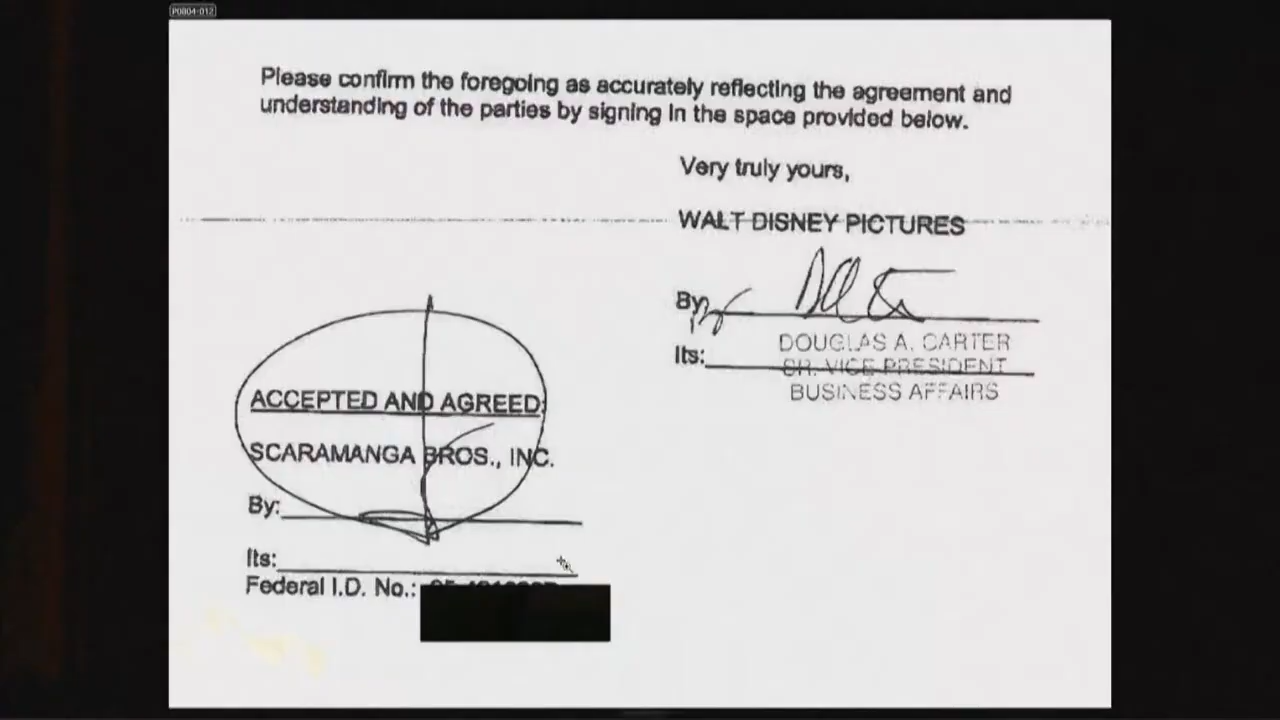 P0804-012
Please confirm the foregoing as accurately reflecting the agreement and
understanding of the parties by signing in the space provided below.
Very truly yours,
WALT DISNEY PICTURES
By
Its:
DOUGLAS A. CARTER
SR. VICE PRESIDENT
BUSINESS AFFAIRS
ACCEPTED AND AGREED:
SCARAMANGA BROS., INC.
By:
Its:
Federal I.D. No.: